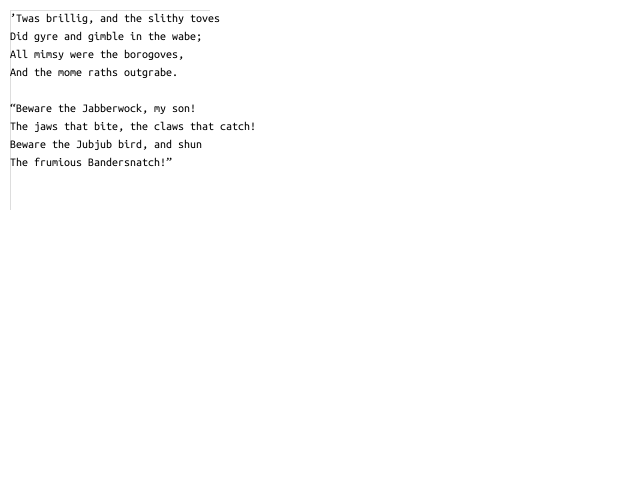 ’Twas brillig, and the slithy toves
Did gyre and gimble in the wabe;
All mimsy were the borogoves,
And the mome raths outgrabe.

“Beware the Jabberwock, my son!
The jaws that bite, the claws that catch!
Beware the Jubjub bird, and shun
The frumious Bandersnatch!”